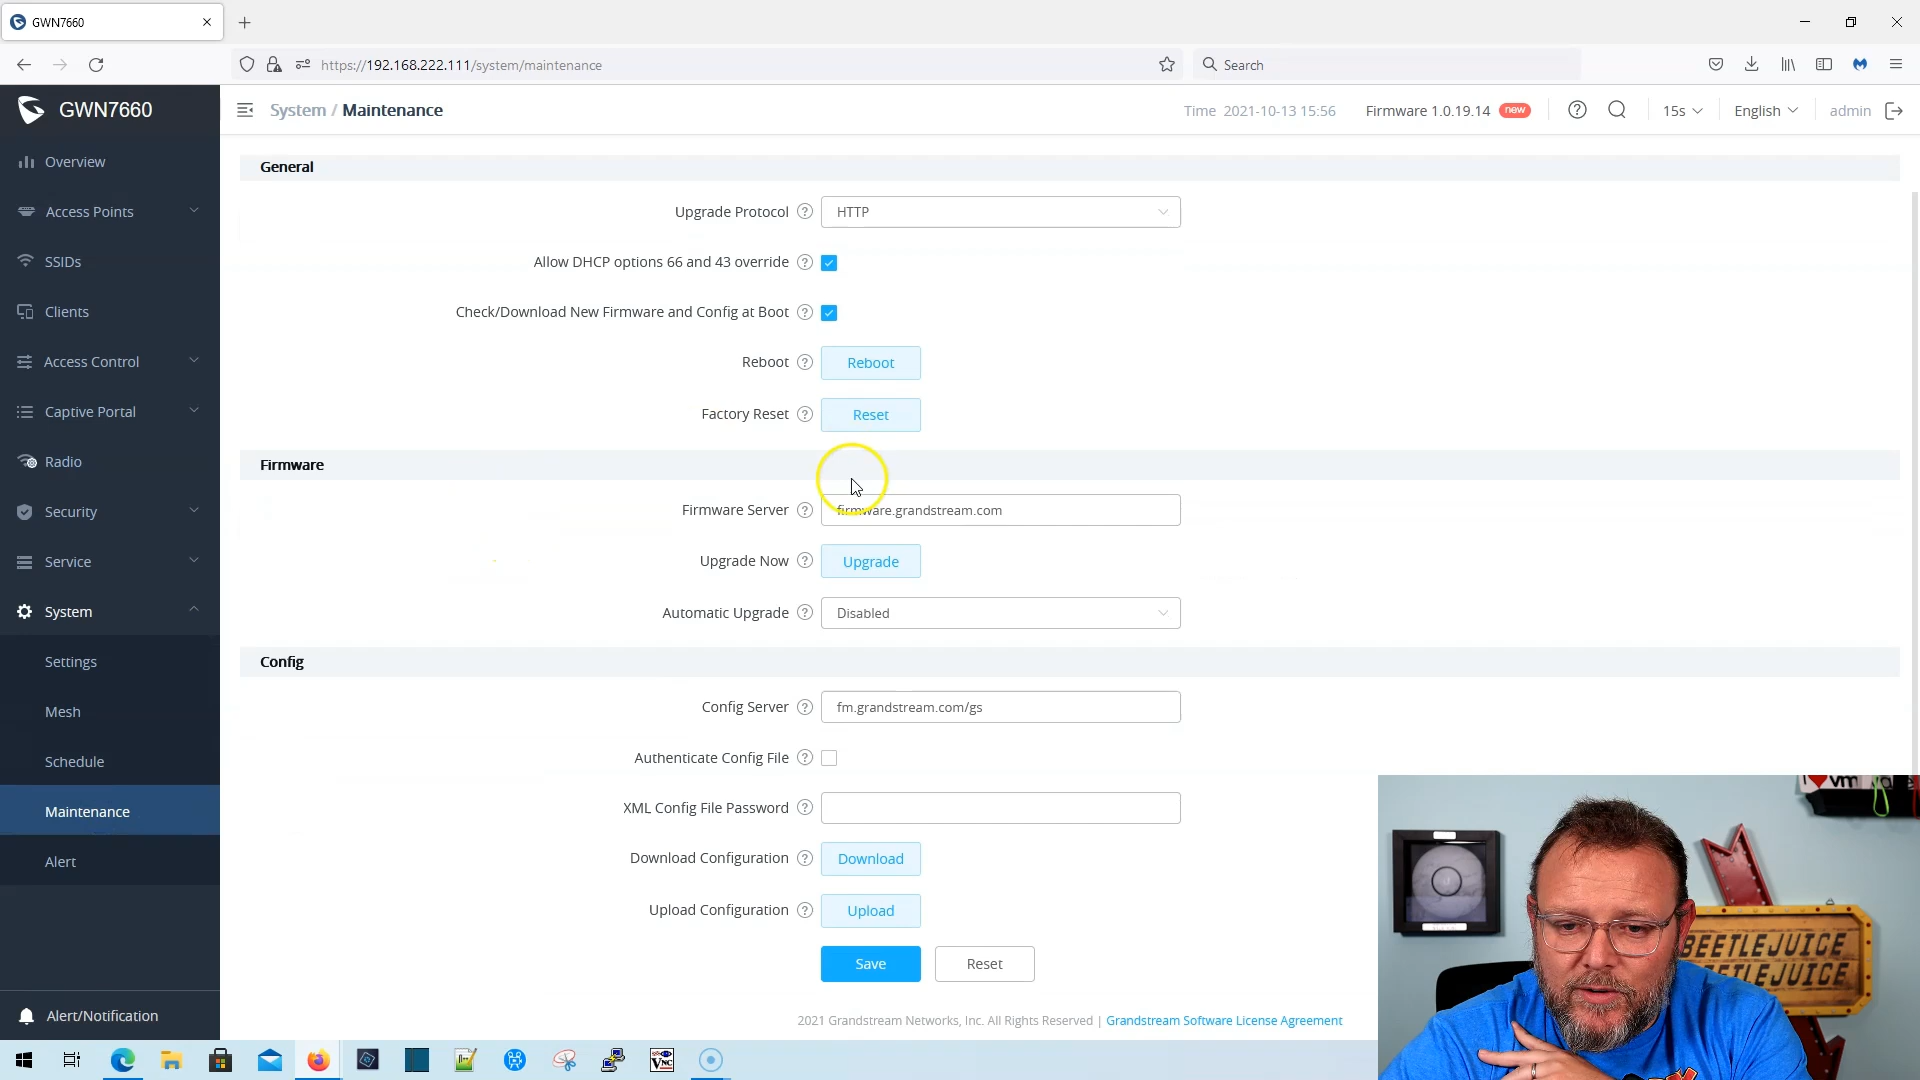 GWN7660
https://192.168.222.111/system/maintenance
Search
GWN7660
System / Maintenance
Time 2021-10-13 15:56
Firmware 1.0.19.14 new
15s
English
admin
Overview
Access Points
SSIDs
Clients
Access Control
Captive Portal
Radio
Security
Service
System
Settings
Mesh
Schedule
Maintenance
Alert
Alert/Notification
General
Upgrade Protocol HTTP
Allow DHCP options 66 and 43 override
Check/Download New Firmware and Config at Boot
Reboot Reboot
Factory Reset Reset
Firmware
Firmware Server firmware.grandstream.com
Upgrade Now Upgrade
Automatic Upgrade Disabled
Config
Config Server fm.grandstream.com/gs
Authenticate Config File
XML Config File Password
Download Configuration Download
Upload Configuration Upload
Save Reset
2021 Grandstream Networks, Inc. All Rights Reserved | Grandstream Software License Agreement
BEETLEJUICE